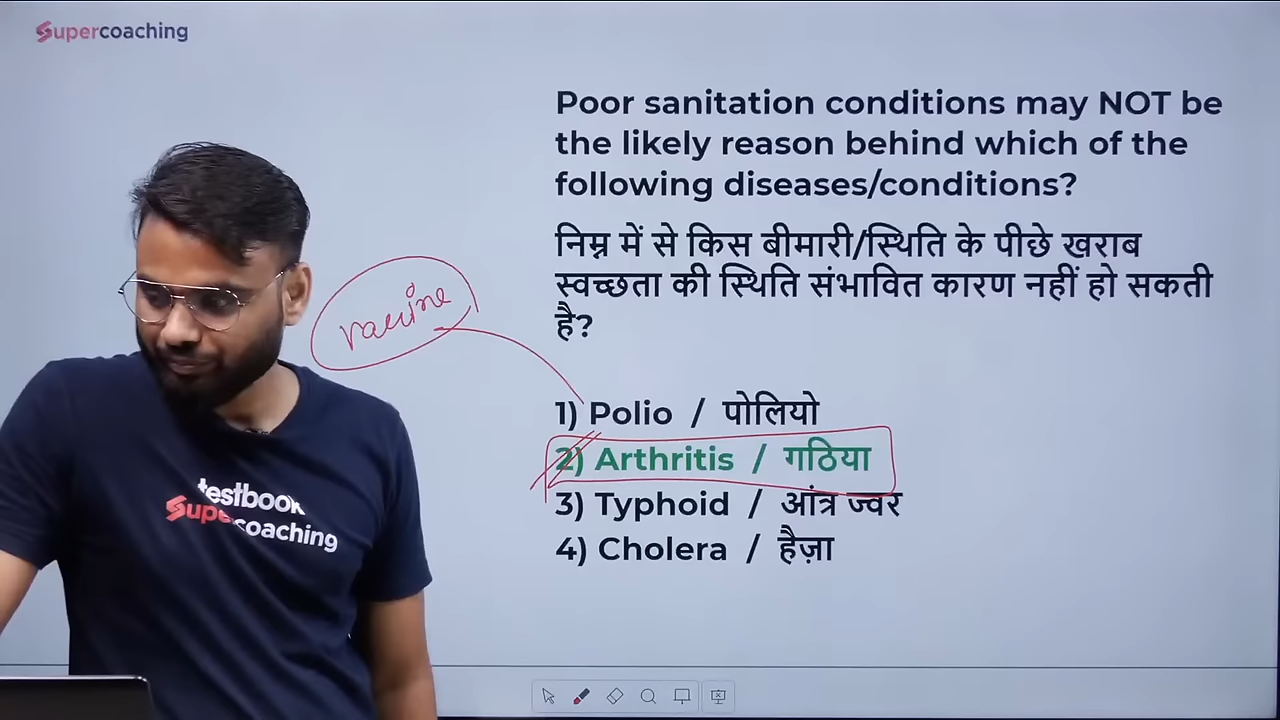 Supercoaching
Poor sanitation conditions may NOT be
the likely reason behind which of the
following diseases/conditions?
निम्न में से किस बीमारी/स्थिति के पीछे खराब
स्वच्छता की स्थिति संभावित कारण नहीं हो सकती
है?
vaccine
1) Polio / पोलियो
2) Arthritis / गठिया
3) Typhoid / आंत्र ज्वर
4) Cholera / हैज़ा
testbook
Supercoaching